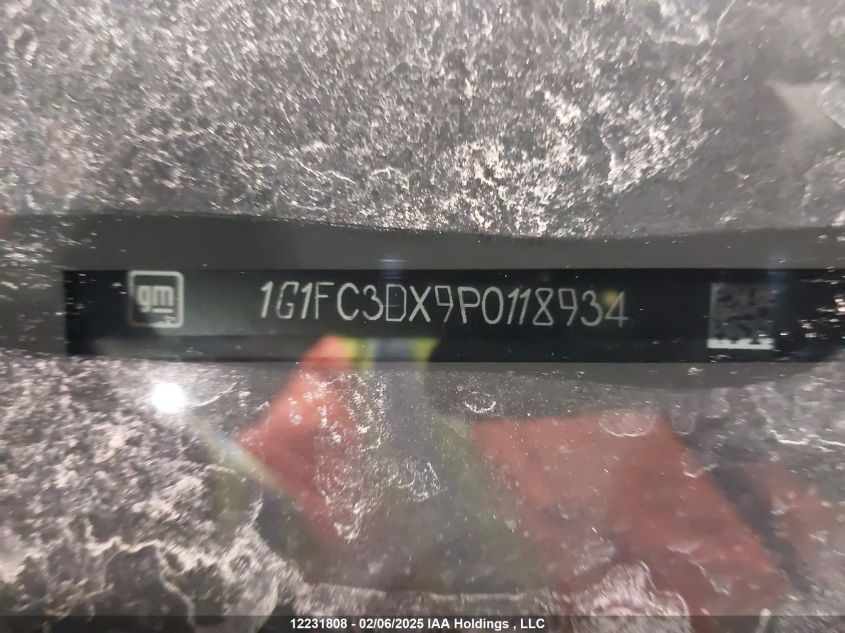 gm 1G1FC3DX9P0118934
12231808 - 02/06/2025 IAA Holdings , LLC